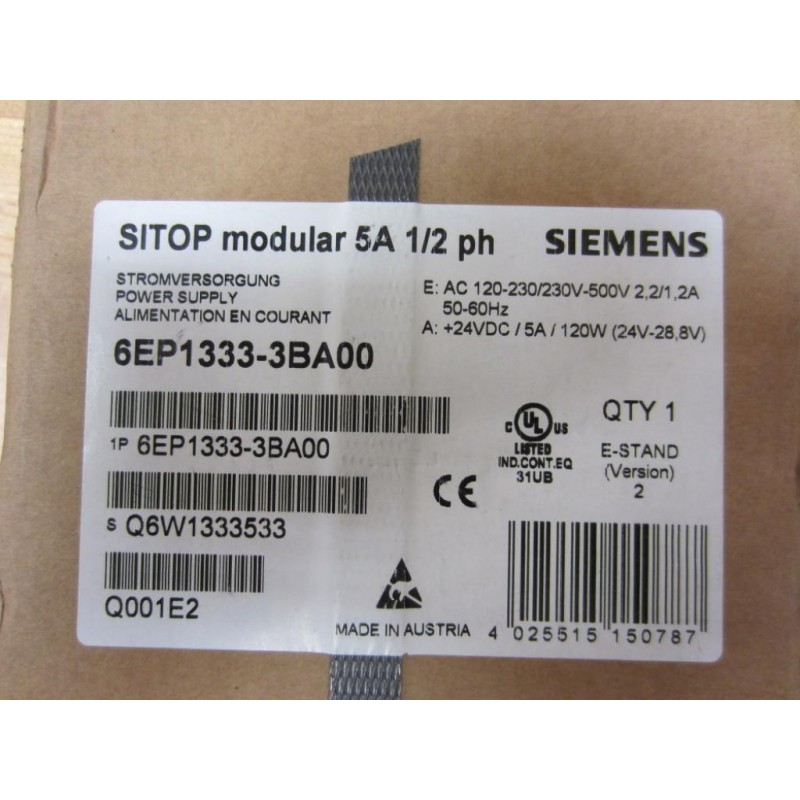 SITOP modular 5A 1/2 ph SIEMENS
STROMVERSORGUNG
POWER SUPPLY
ALIMENTATION EN COURANT
E: AC 120-230/230V-500V 2,2/1,2A
50-60Hz
A: +24VDC / 5A / 120W (24V-28,8V)
6EP1333-3BA00
1P 6EP1333-3BA00
S Q6W1333533
Q001E2
C UL US
LISTED
IND.CONT.EQ
31UB
CE
QTY 1
E-STAND
(Version)
2
MADE IN AUSTRIA
4 025515 150787